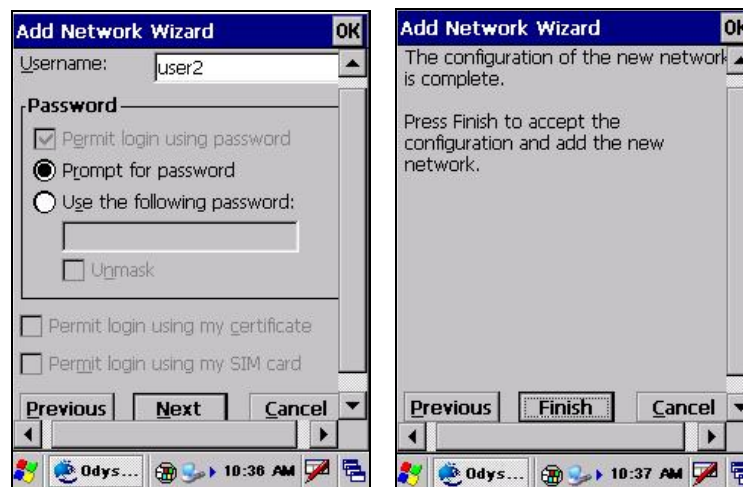 Add Network Wizard OK
Username: user2
Password
Permit login using password
Prompt for password
Use the following password:
Unmask
Permit login using my certificate
Permit login using my SIM card
Previous Next Cancel
Odys... 10:36 AM
Add Network Wizard OK
The configuration of the new network
is complete.
Press Finish to accept the
configuration and add the new
network.
Previous Finish Cancel
Odys... 10:37 AM